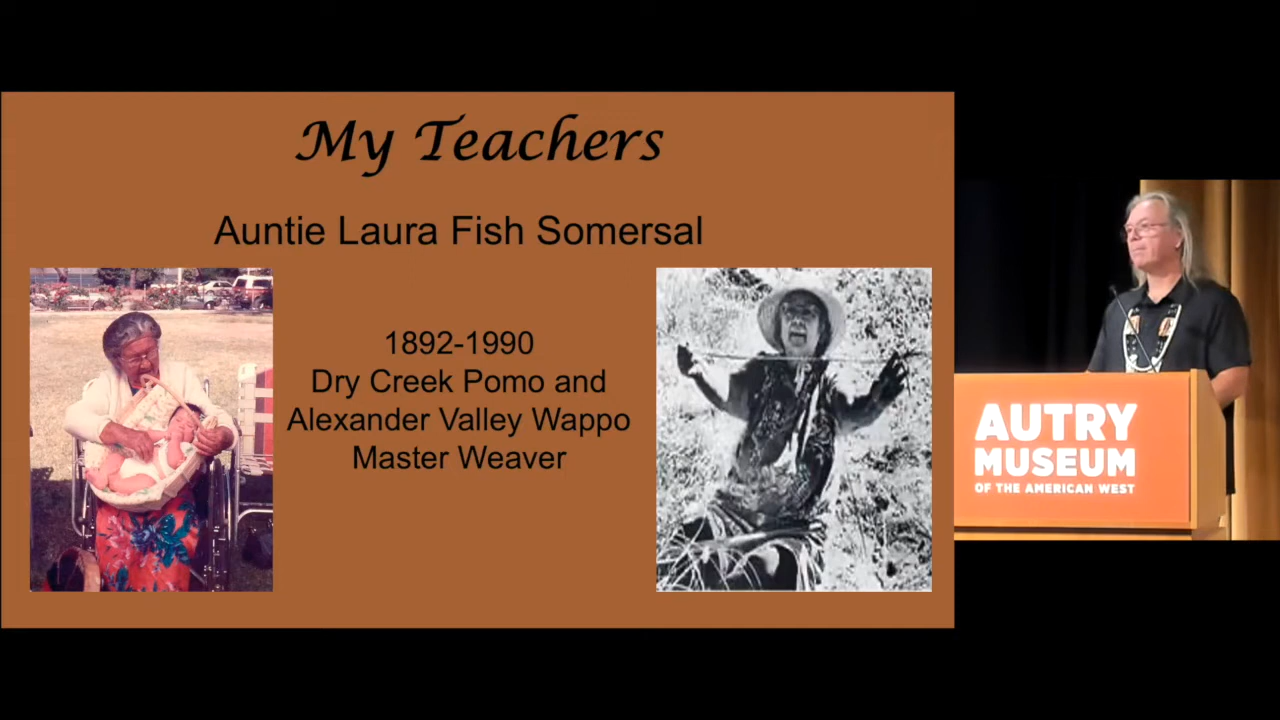 My Teachers
Auntie Laura Fish Somersal
1892-1990
Dry Creek Pomo and
Alexander Valley Wappo
Master Weaver
AUTRY
MUSEUM
OF THE AMERICAN WEST